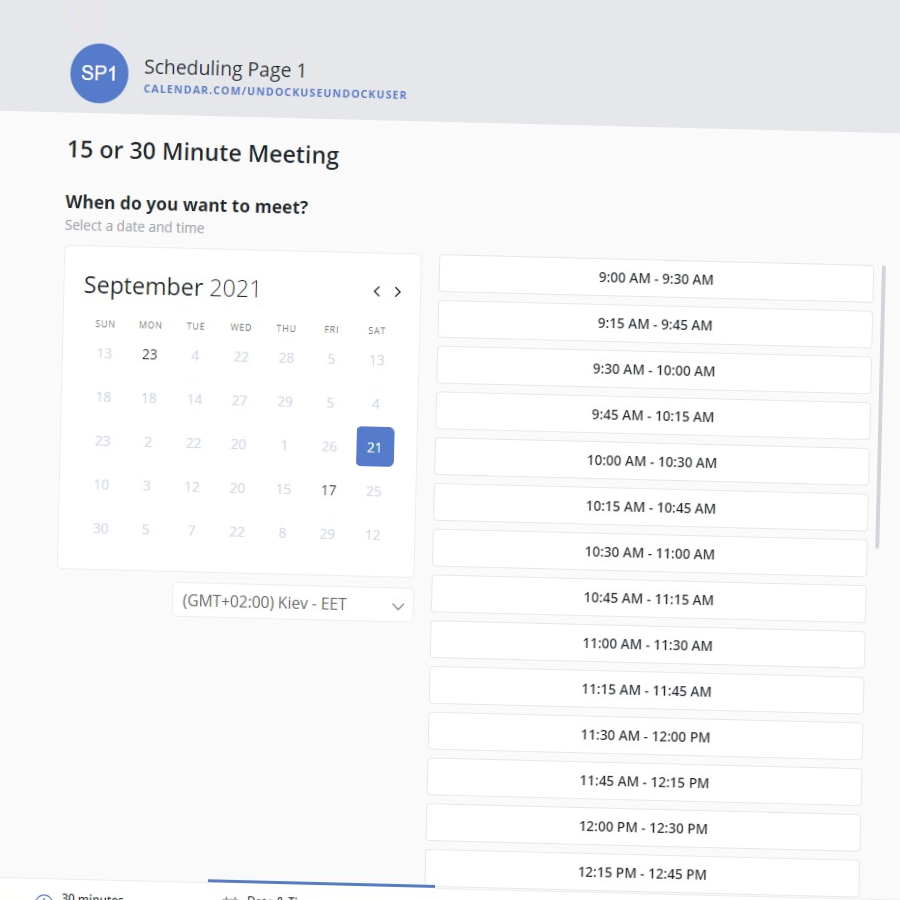 SP1
Scheduling Page 1
CALENDAR.COM/UNDOCKUSEUNDOCKUSER
15 or 30 Minute Meeting
When do you want to meet?
Select a date and time
September 2021
SUN MON TUE WED THU FRI SAT
13 23 4 22 28 5 13
18 18 14 27 29 5 4
23 2 22 20 1 26 21
10 3 12 20 15 17 25
30 5 7 22 8 29 12
(GMT+02:00) Kiev - EET
9:00 AM - 9:30 AM
9:15 AM - 9:45 AM
9:30 AM - 10:00 AM
9:45 AM - 10:15 AM
10:00 AM - 10:30 AM
10:15 AM - 10:45 AM
10:30 AM - 11:00 AM
10:45 AM - 11:15 AM
11:00 AM - 11:30 AM
11:15 AM - 11:45 AM
11:30 AM - 12:00 PM
11:45 AM - 12:15 PM
12:00 PM - 12:30 PM
12:15 PM - 12:45 PM
30 minutes